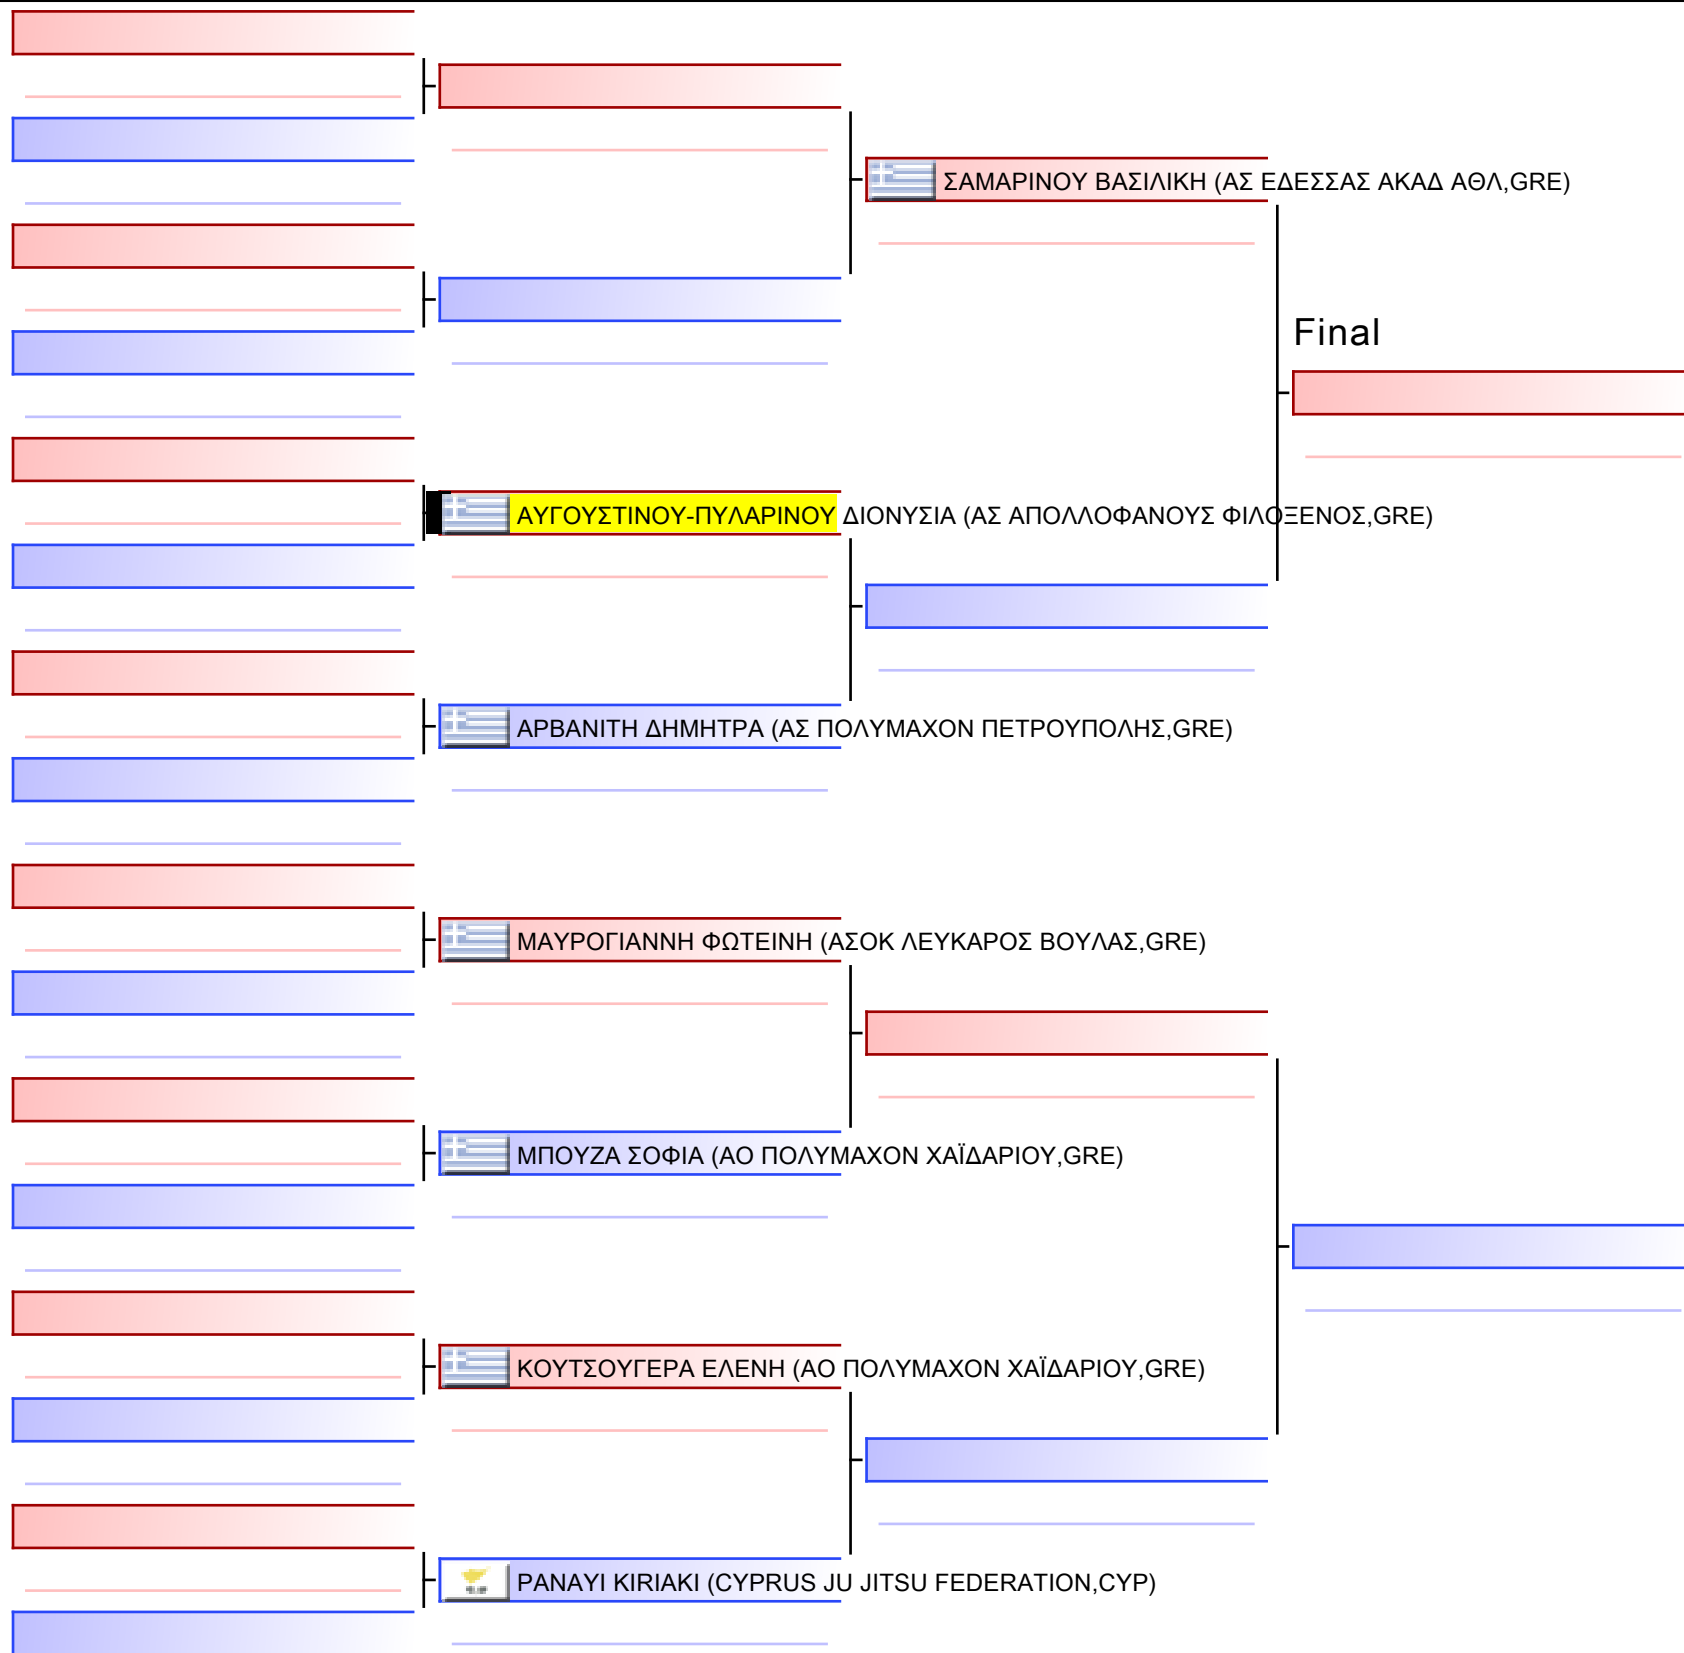 ΣΑΜΑΡΙΝΟΥ ΒΑΣΙΛΙΚΗ (ΑΣ ΕΔΕΣΣΑΣ ΑΚΑΔ ΑΘΛ,GRE)
Final
ΑΥΓΟΥΣΤΙΝΟΥ-ΠΥΛΑΡΙΝΟΥ ΔΙΟΝΥΣΙΑ (ΑΣ ΑΠΟΛΛΟΦΑΝΟΥΣ ΦΙΛΟΞΕΝΟΣ,GRE)
ΑΡΒΑΝΙΤΗ ΔΗΜΗΤΡΑ (ΑΣ ΠΟΛΥΜΑΧΟΝ ΠΕΤΡΟΥΠΟΛΗΣ,GRE)
ΜΑΥΡΟΓΙΑΝΝΗ ΦΩΤΕΙΝΗ (ΑΣΟΚ ΛΕΥΚΑΡΟΣ ΒΟΥΛΑΣ,GRE)
ΜΠΟΥΖΑ ΣΟΦΙΑ (ΑΟ ΠΟΛΥΜΑΧΟΝ ΧΑΪΔΑΡΙΟΥ,GRE)
ΚΟΥΤΣΟΥΓΕΡΑ ΕΛΕΝΗ (ΑΟ ΠΟΛΥΜΑΧΟΝ ΧΑΪΔΑΡΙΟΥ,GRE)
PANAYI KIRIAKI (CYPRUS JU JITSU FEDERATION,CYP)